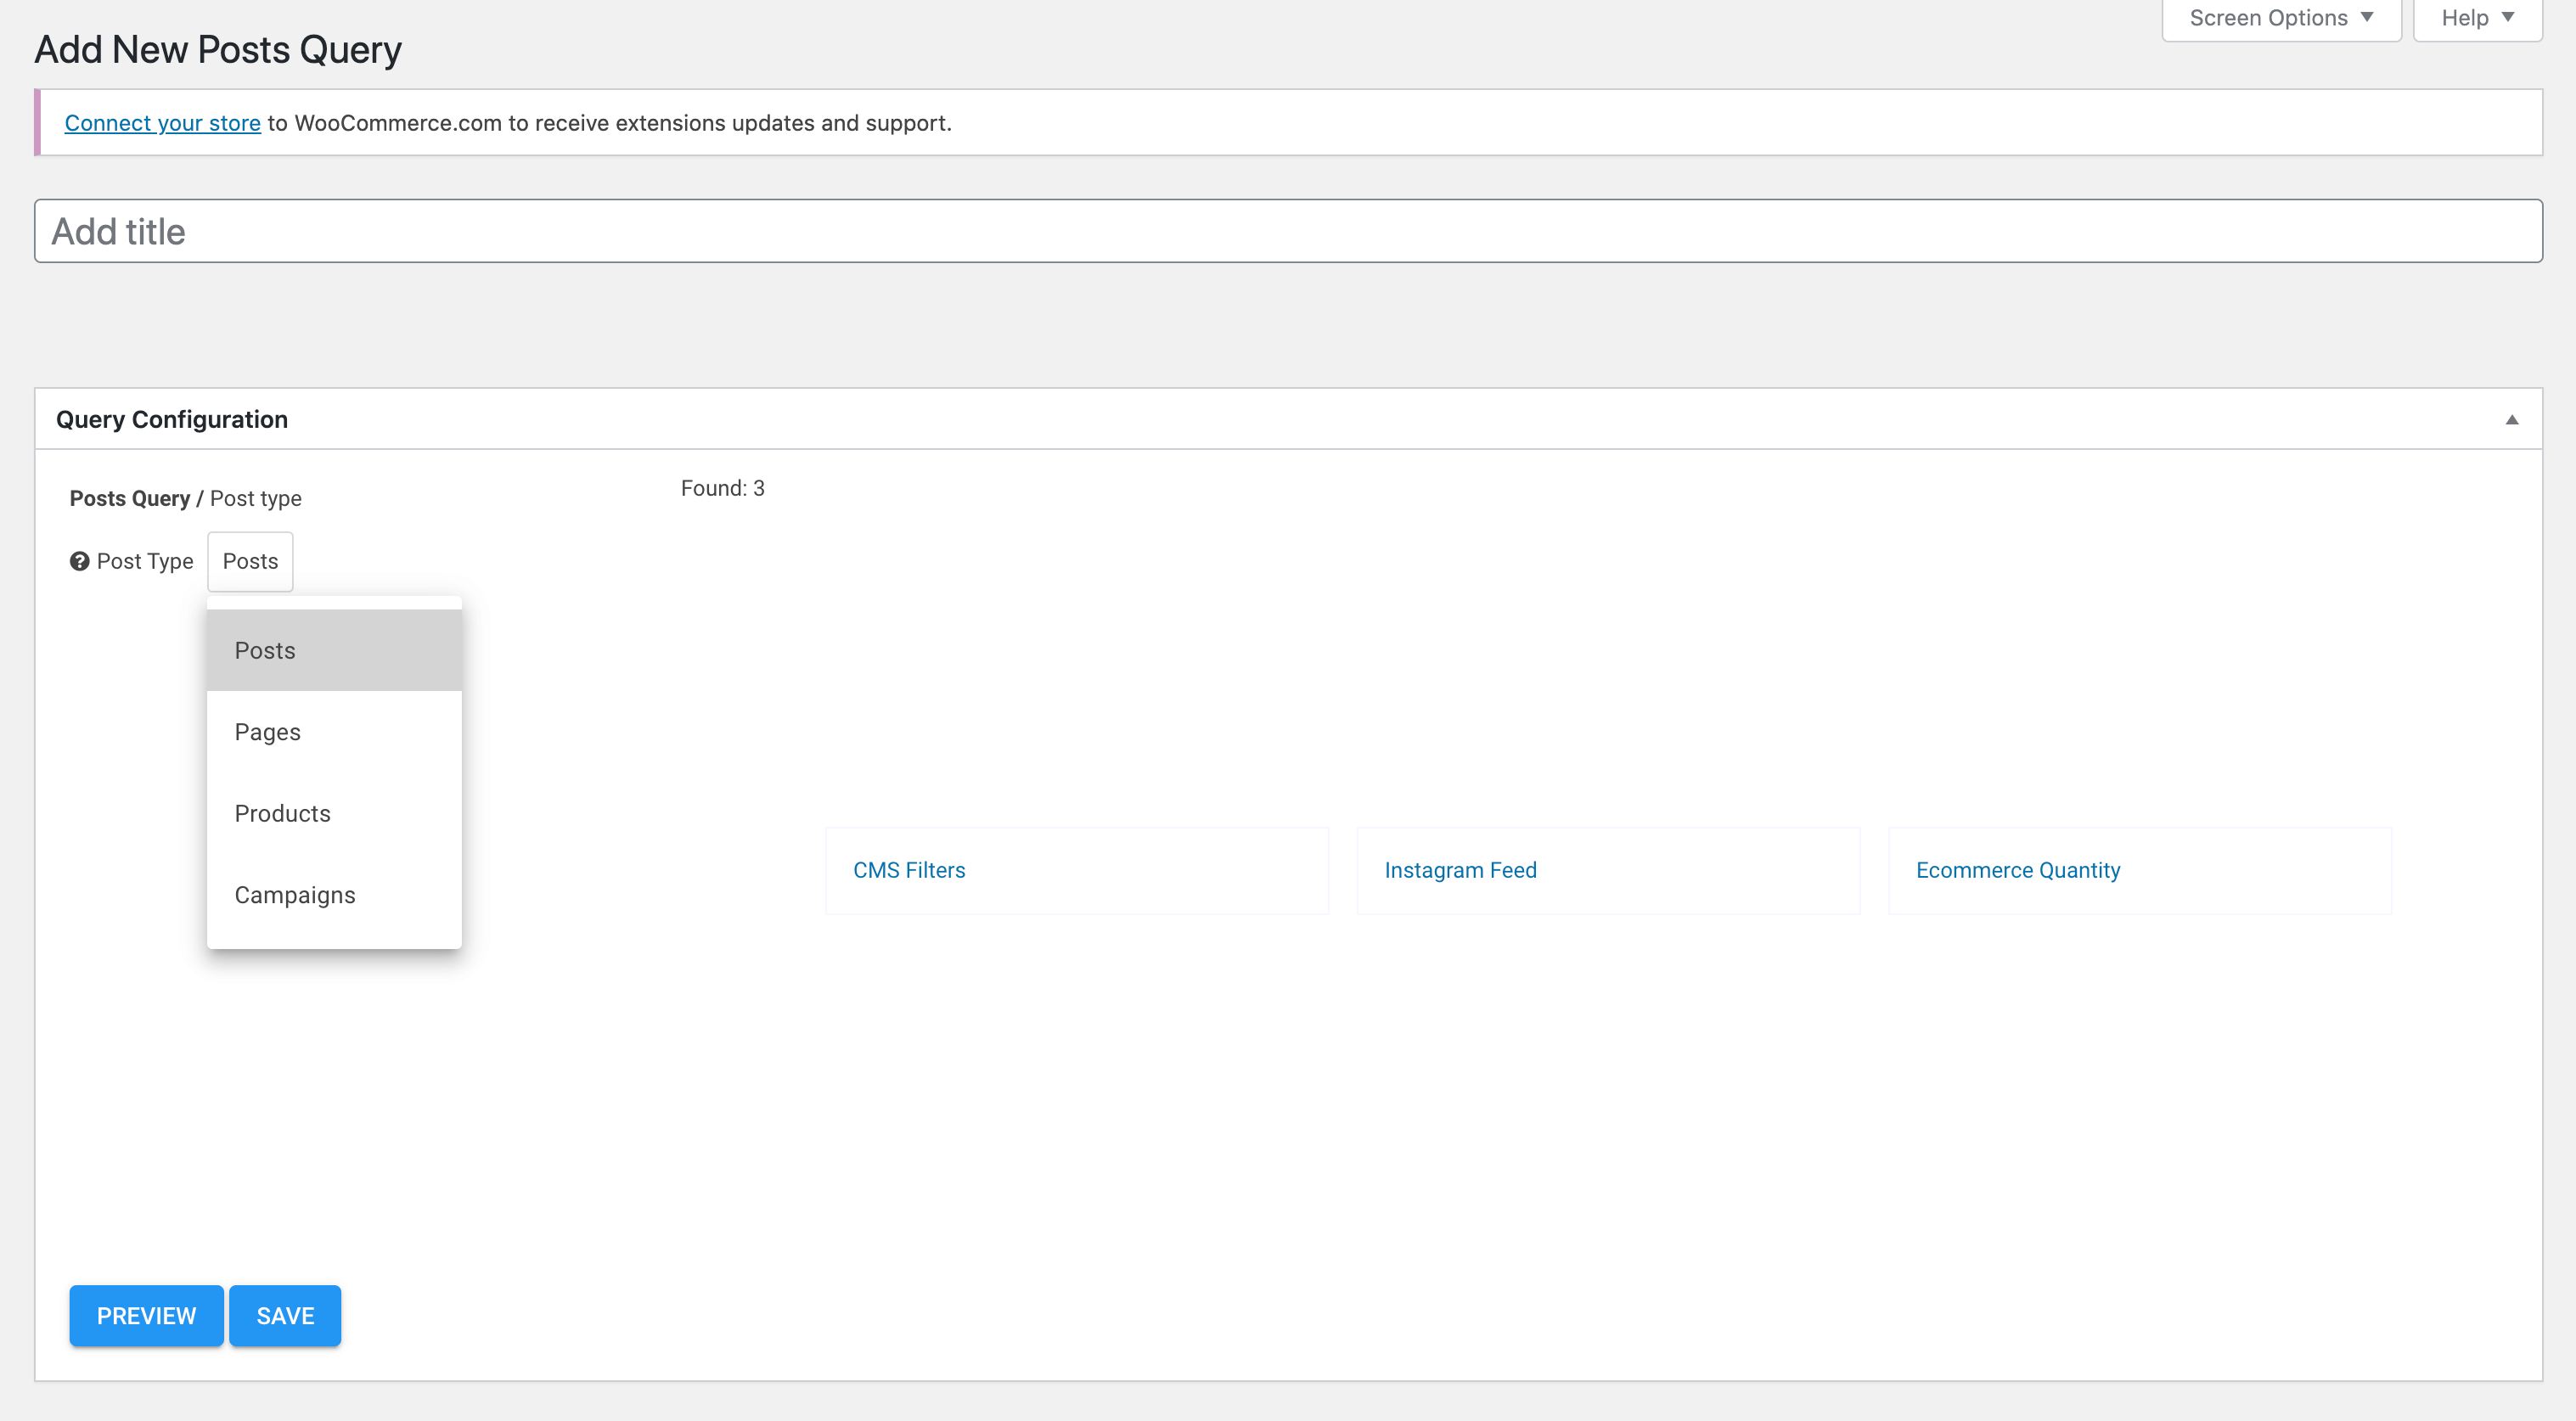 Screen Options ▼
Help ▼
Add New Posts Query
Connect your store to WooCommerce.com to receive extensions updates and support.
Add title
Query Configuration
Posts Query / Post type
Found: 3
Post Type
Posts
Posts
Pages
Products
Campaigns
CMS Filters
Instagram Feed
Ecommerce Quantity
PREVIEW
SAVE